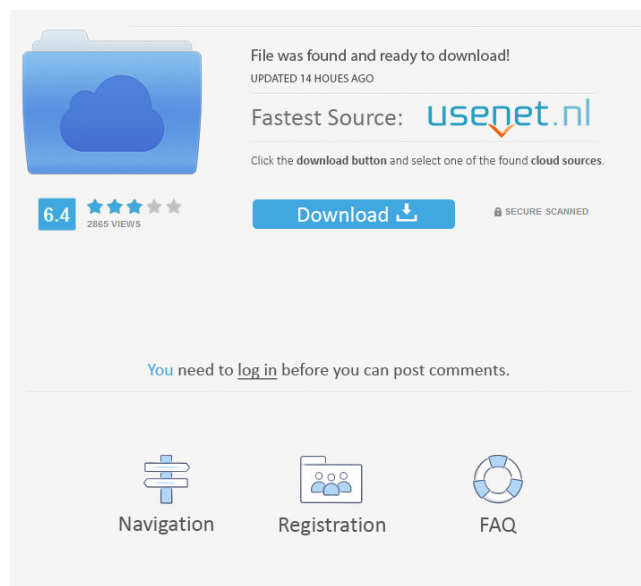 File was found and ready to download!
UPDATED 14 HOUES AGO
Fastest Source: usenet.nl
Click the download button and select one of the found cloud sources.
6.4
2865 VIEWS
Download
SECURE SCANNED
You need to log in before you can post comments.
Navigation
Registration
FAQ